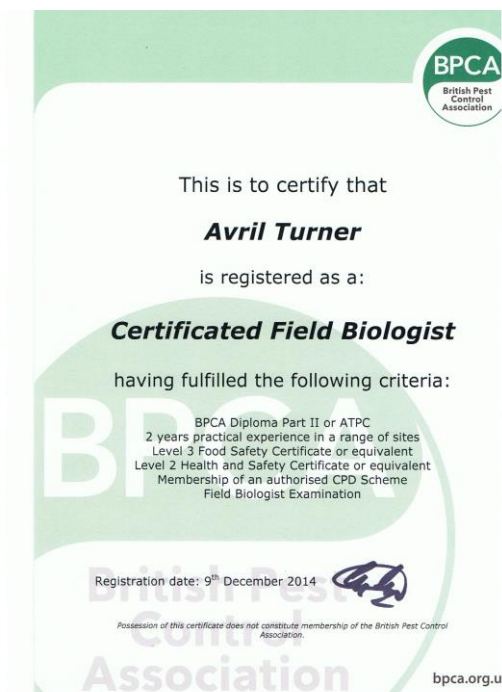 BPCA
British Pest
Control
Association
This is to certify that
Avril Turner
is registered as a:
Certificated Field Biologist
having fulfilled the following criteria:
BPCA
BPCA Diploma Part II or ATPC
2 years practical experience in a range of sites
Level 3 Food Safety Certificate or equivalent
Level 2 Health and Safety Certificate or equivalent
Membership of an authorised CPD Scheme
Field Biologist Examination
Registration date: 9th December 2014
British Pest
Control
Association
Possession of this certificate does not constitute membership of the British Pest Control
Association.
bpca.org.u